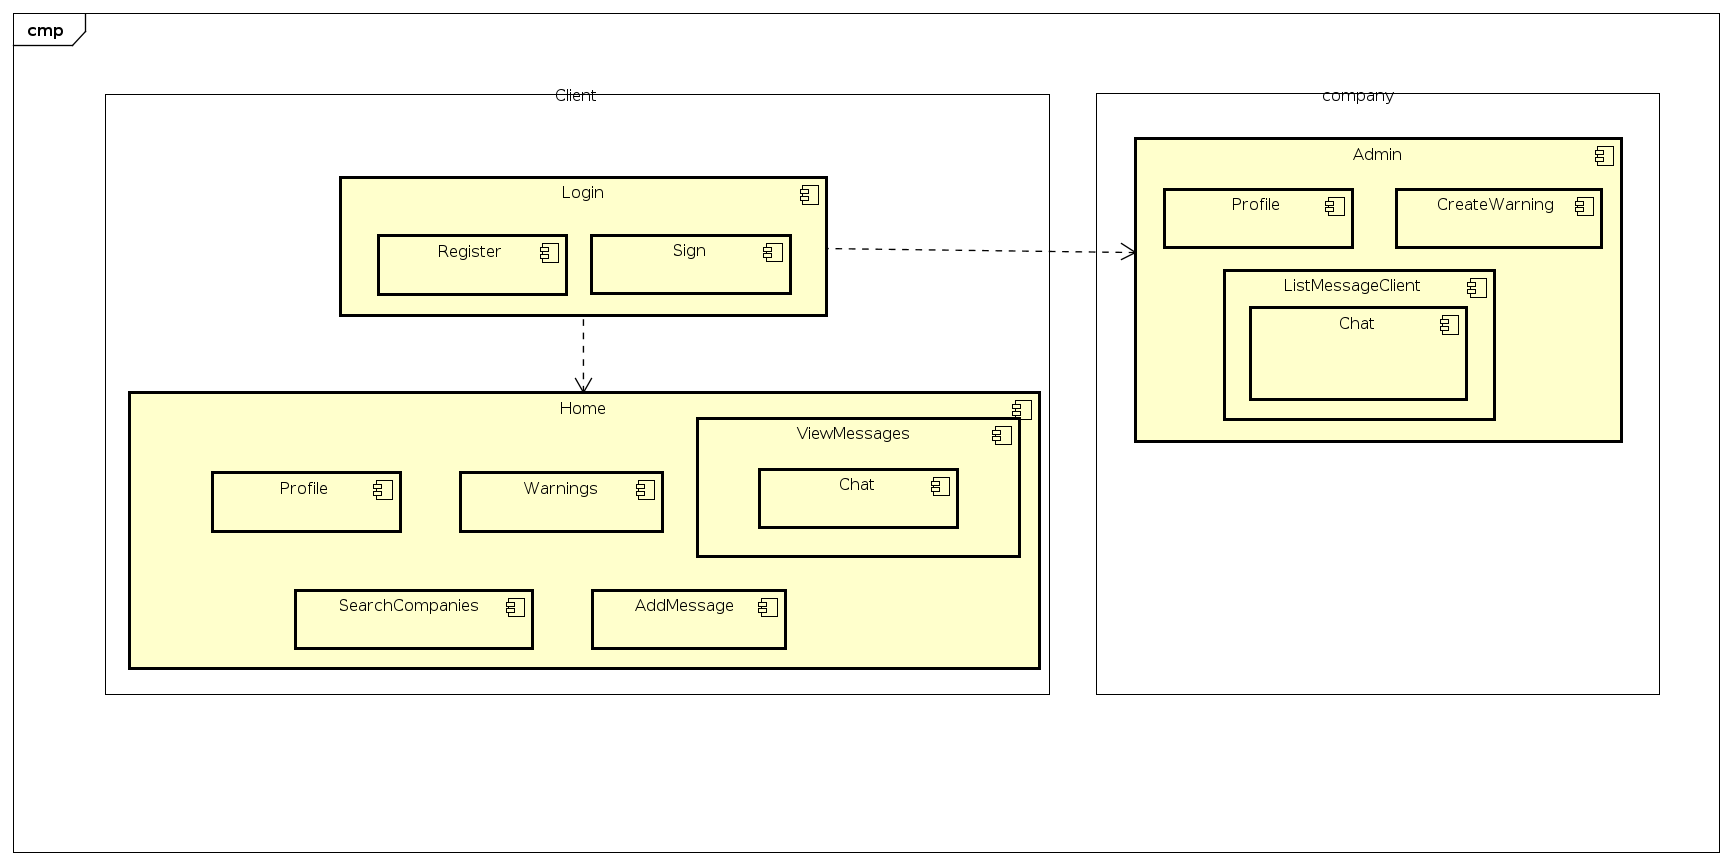 cmp
Client
company
Login
Register
Sign
Admin
Profile
CreateWarning
ListMessageClient
Chat
Home
Profile
Warnings
ViewMessages
Chat
SearchCompanies
AddMessage